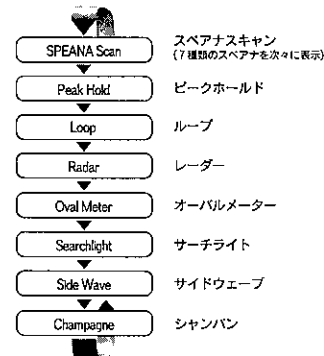 SPEANA Scan
スペアナスキャン
(7種類のスペアナを次々に表示)
Peak Hold
ピークホールド
Loop
ループ
Radar
レーダー
Oval Meter
オーバルメーター
Searchlight
サーチライト
Side Wave
サイドウェーブ
Champagne
シャンパン